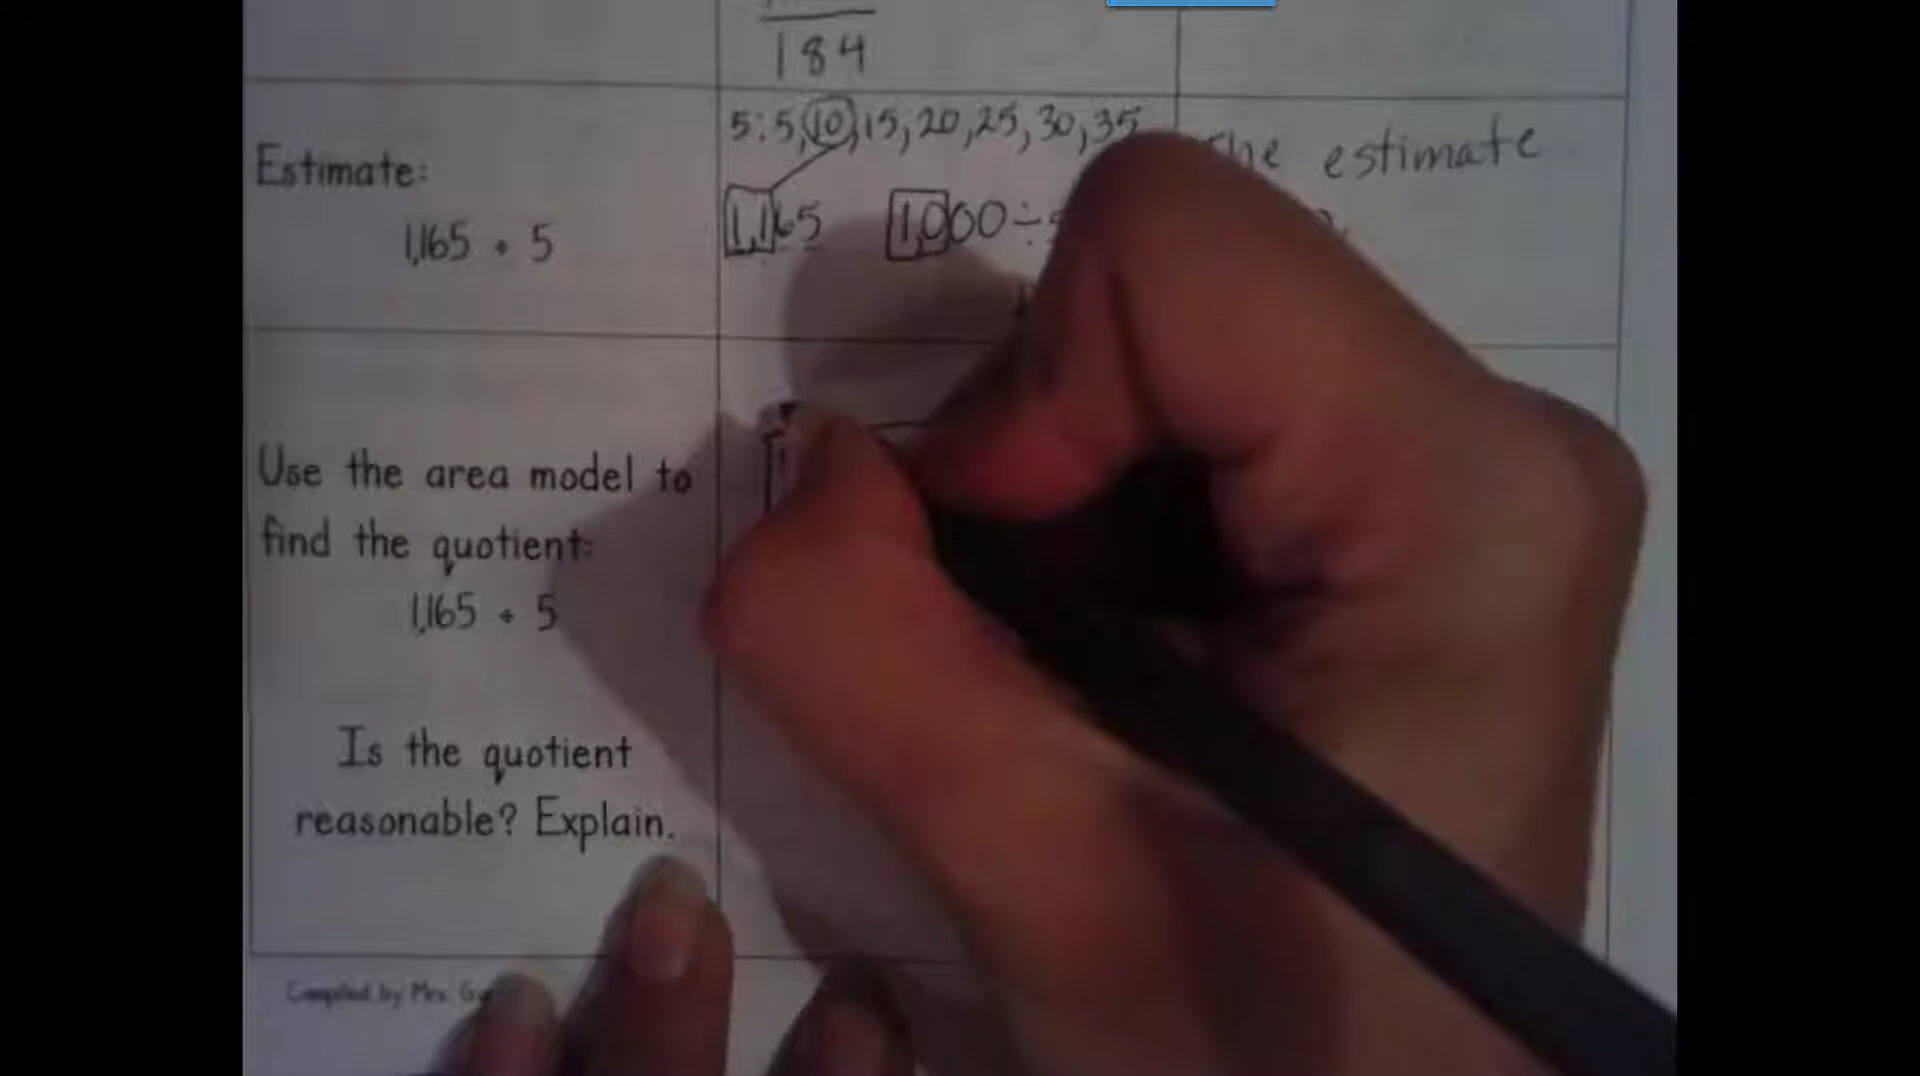 184
Estimate:
1,165 ÷ 5
5:5,10,15,20,25,30,35
1,165 1,000÷
estimate
Use the area model to
find the quotient:
1,165 ÷ 5
Is the quotient
reasonable? Explain.
Compiled by Mrs.